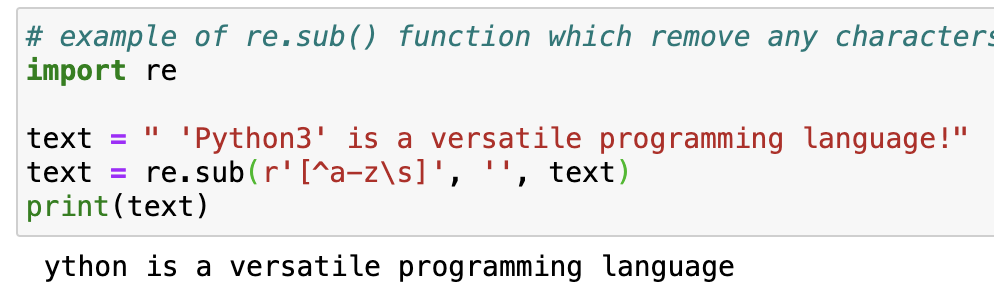 # example of re.sub() function which remove any characters
import re
text = " 'Python3' is a versatile programming language!"
text = re.sub(r'[^a-z\s]', '', text)
print(text)
ython is a versatile programming language